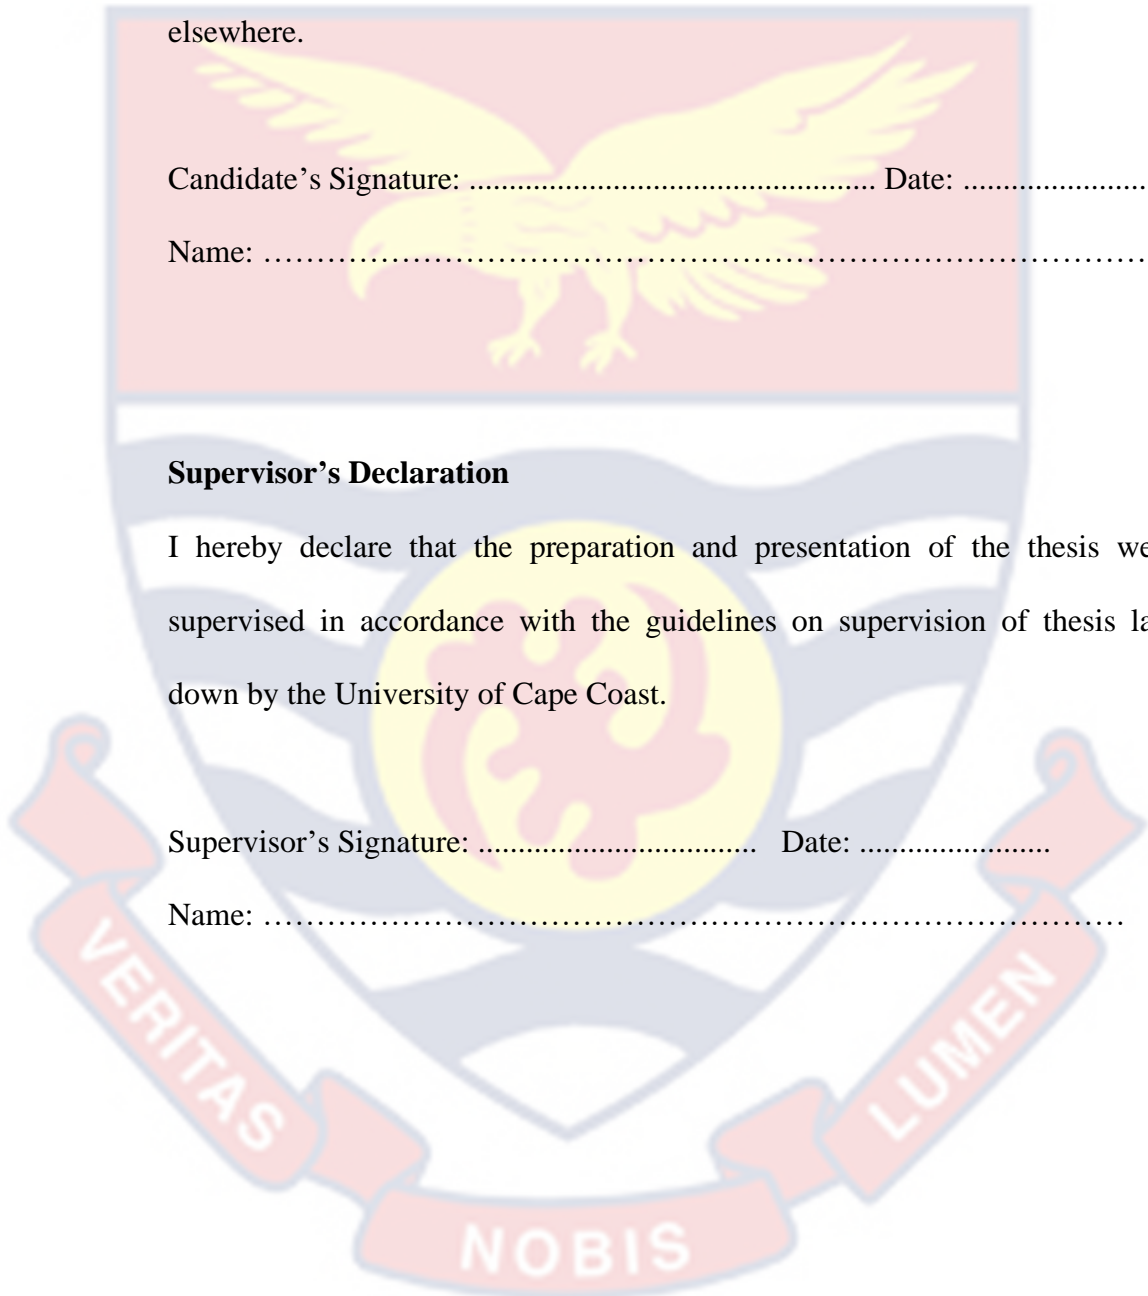 elsewhere.
Candidate’s Signature: ................................................... Date: .......................
Name: ……………………………………………………………………………
Supervisor’s Declaration
I hereby declare that the preparation and presentation of the thesis we
supervised in accordance with the guidelines on supervision of thesis la
down by the University of Cape Coast.
Supervisor’s Signature: ................................... Date: ........................
Name: ………………………………………………………………………
VERITAS
NOBIS
LUMEN